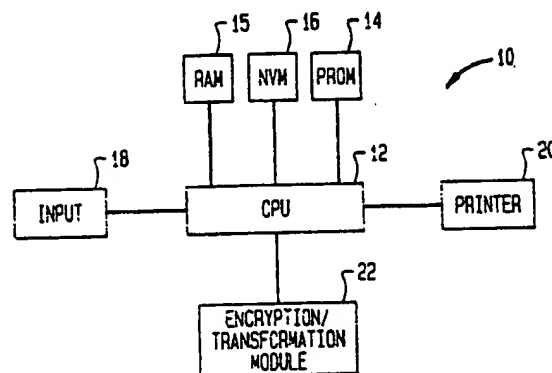 15
16
14
RAM
NVM
PROM
10
18
12
20
INPUT
CPU
PRINTER
22
ENCRYPTION/
TRANSFORMATION
MODULE